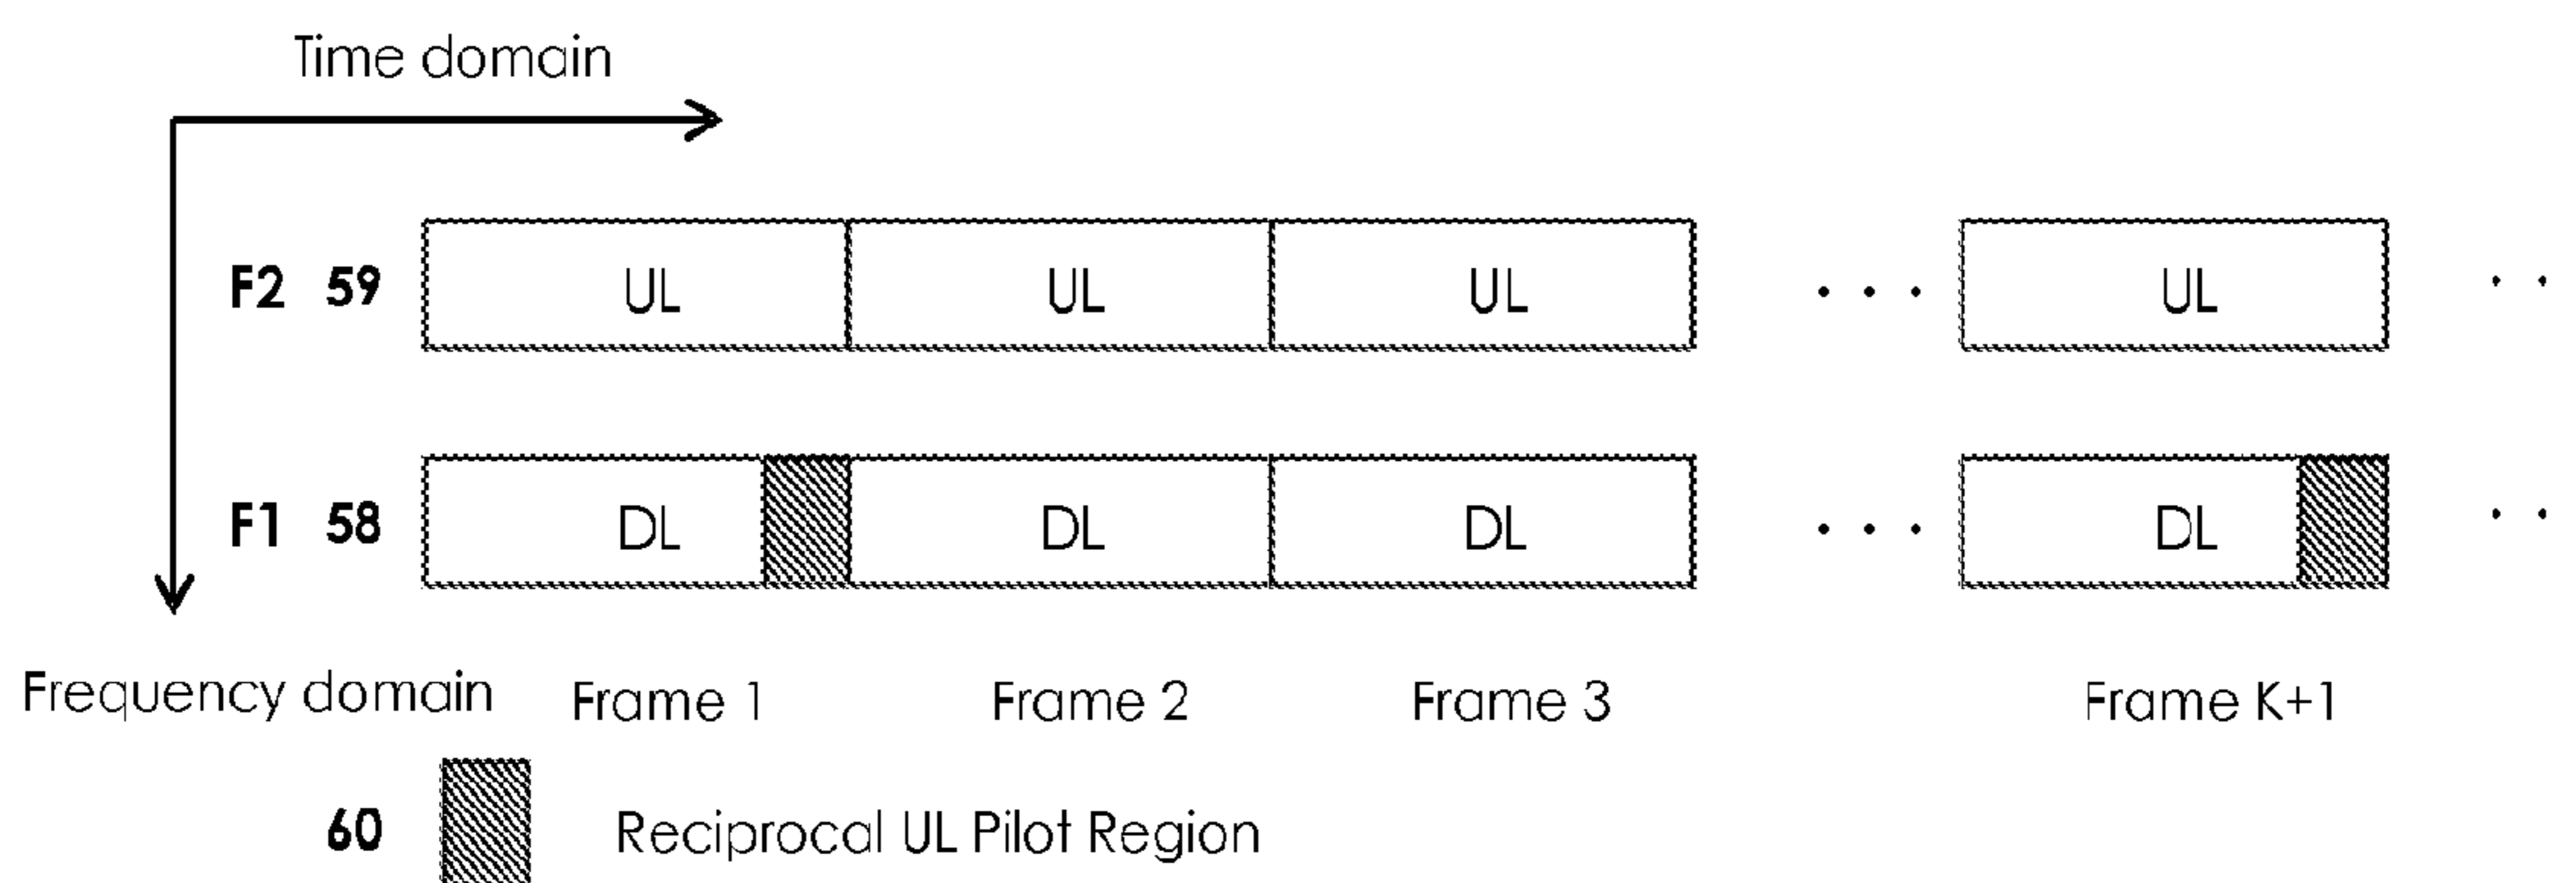 Time domain
F2 59 UL UL UL . . . UL . .
F1 58 DL DL DL . . . DL . .
Frequency domain Frame 1 Frame 2 Frame 3 Frame K+1
60 Reciprocal UL Pilot Region